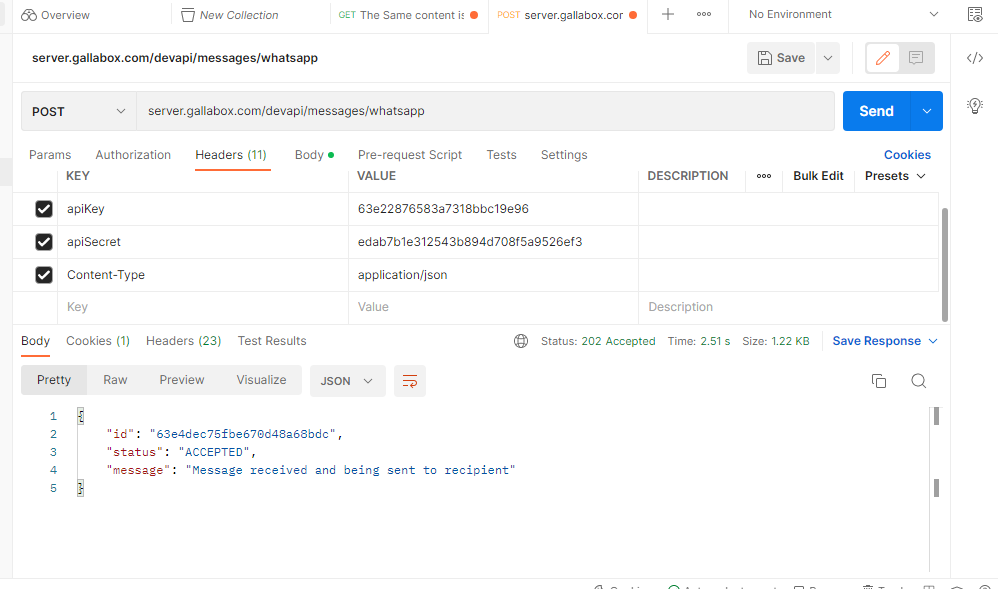 Overview New Collection GET The Same content is POST server.gallabox.cor No Environment
server.gallabox.com/devapi/messages/whatsapp Save
POST server.gallabox.com/devapi/messages/whatsapp Send
Params Authorization Headers (11) Body Pre-request Script Tests Settings Cookies
KEY VALUE DESCRIPTION Bulk Edit Presets
apiKey 63e22876583a7318bbc19e96
apiSecret edab7b1e312543b894d708f5a9526ef3
Content-Type application/json
Key Value Description
Body Cookies (1) Headers (23) Test Results Status: 202 Accepted Time: 2.51 s Size: 1.22 KB Save Response
Pretty Raw Preview Visualize JSON
1 {
2 "id": "63e4dec75fbe670d48a68bdc",
3 "status": "ACCEPTED",
4 "message": "Message received and being sent to recipient"
5 }